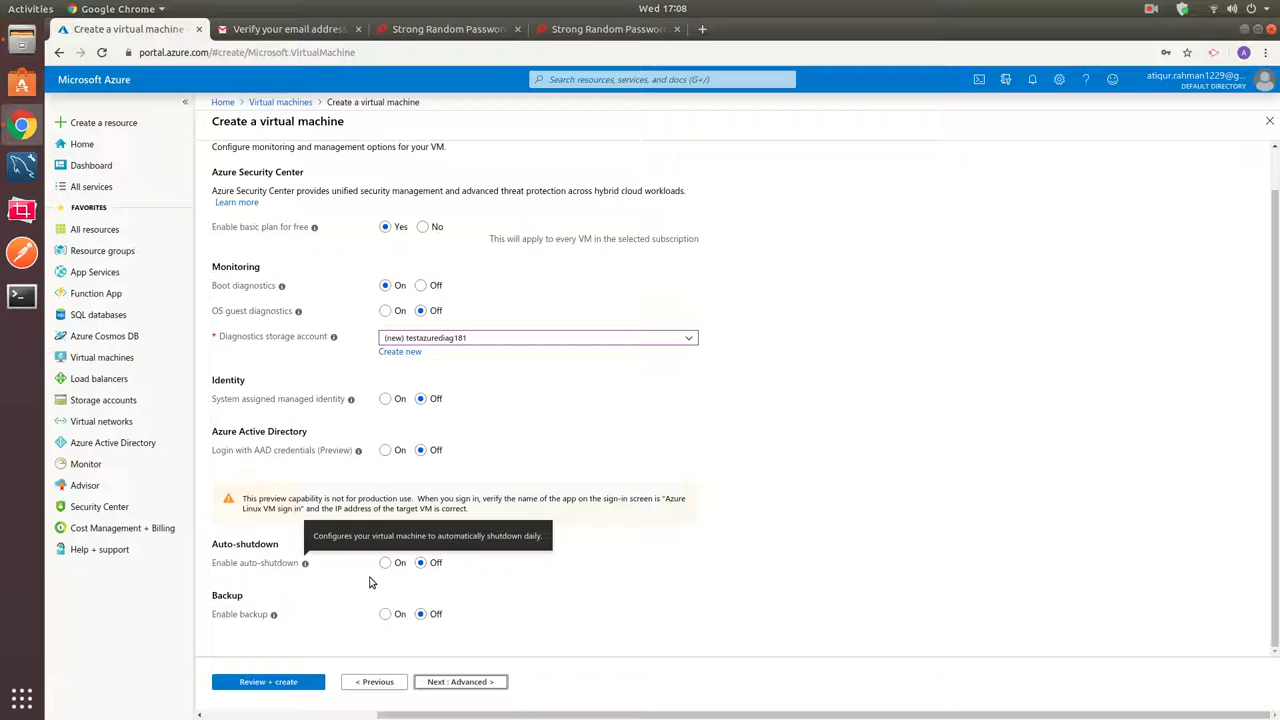 Activities
Google Chrome
Wed 17:08
Create a virtual machine -
Verify your email address
Strong Random Passwor
Strong Random Passwor
portal.azure.com/#create/Microsoft.VirtualMachine
A
Microsoft Azure
Search resources, services, and docs (G+/)
atiqur.rahman1229@g...
DEFAULT DIRECTORY
Create a resource
Home
Dashboard
All services
FAVORITES
All resources
Resource groups
App Services
Function App
SQL databases
Azure Cosmos DB
Virtual machines
Load balancers
Storage accounts
Virtual networks
Azure Active Directory
Monitor
Advisor
Security Center
Cost Management + Billing
Help + support
Home > Virtual machines > Create a virtual machine
Create a virtual machine
Configure monitoring and management options for your VM.
Azure Security Center
Azure Security Center provides unified security management and advanced threat protection across hybrid cloud workloads.
Learn more
Enable basic plan for free Yes No
This will apply to every VM in the selected subscription
Monitoring
Boot diagnostics On Off
OS guest diagnostics On Off
* Diagnostics storage account (new) testazurediag181
Create new
Identity
System assigned managed identity On Off
Azure Active Directory
Login with AAD credentials (Preview) On Off
This preview capability is not for production use. When you sign in, verify the name of the app on the sign-in screen is "Azure
Linux VM sign in" and the IP address of the target VM is correct.
Configures your virtual machine to automatically shutdown daily.
Auto-shutdown
Enable auto-shutdown On Off
Backup
Enable backup On Off
Review + create
< Previous
Next : Advanced >